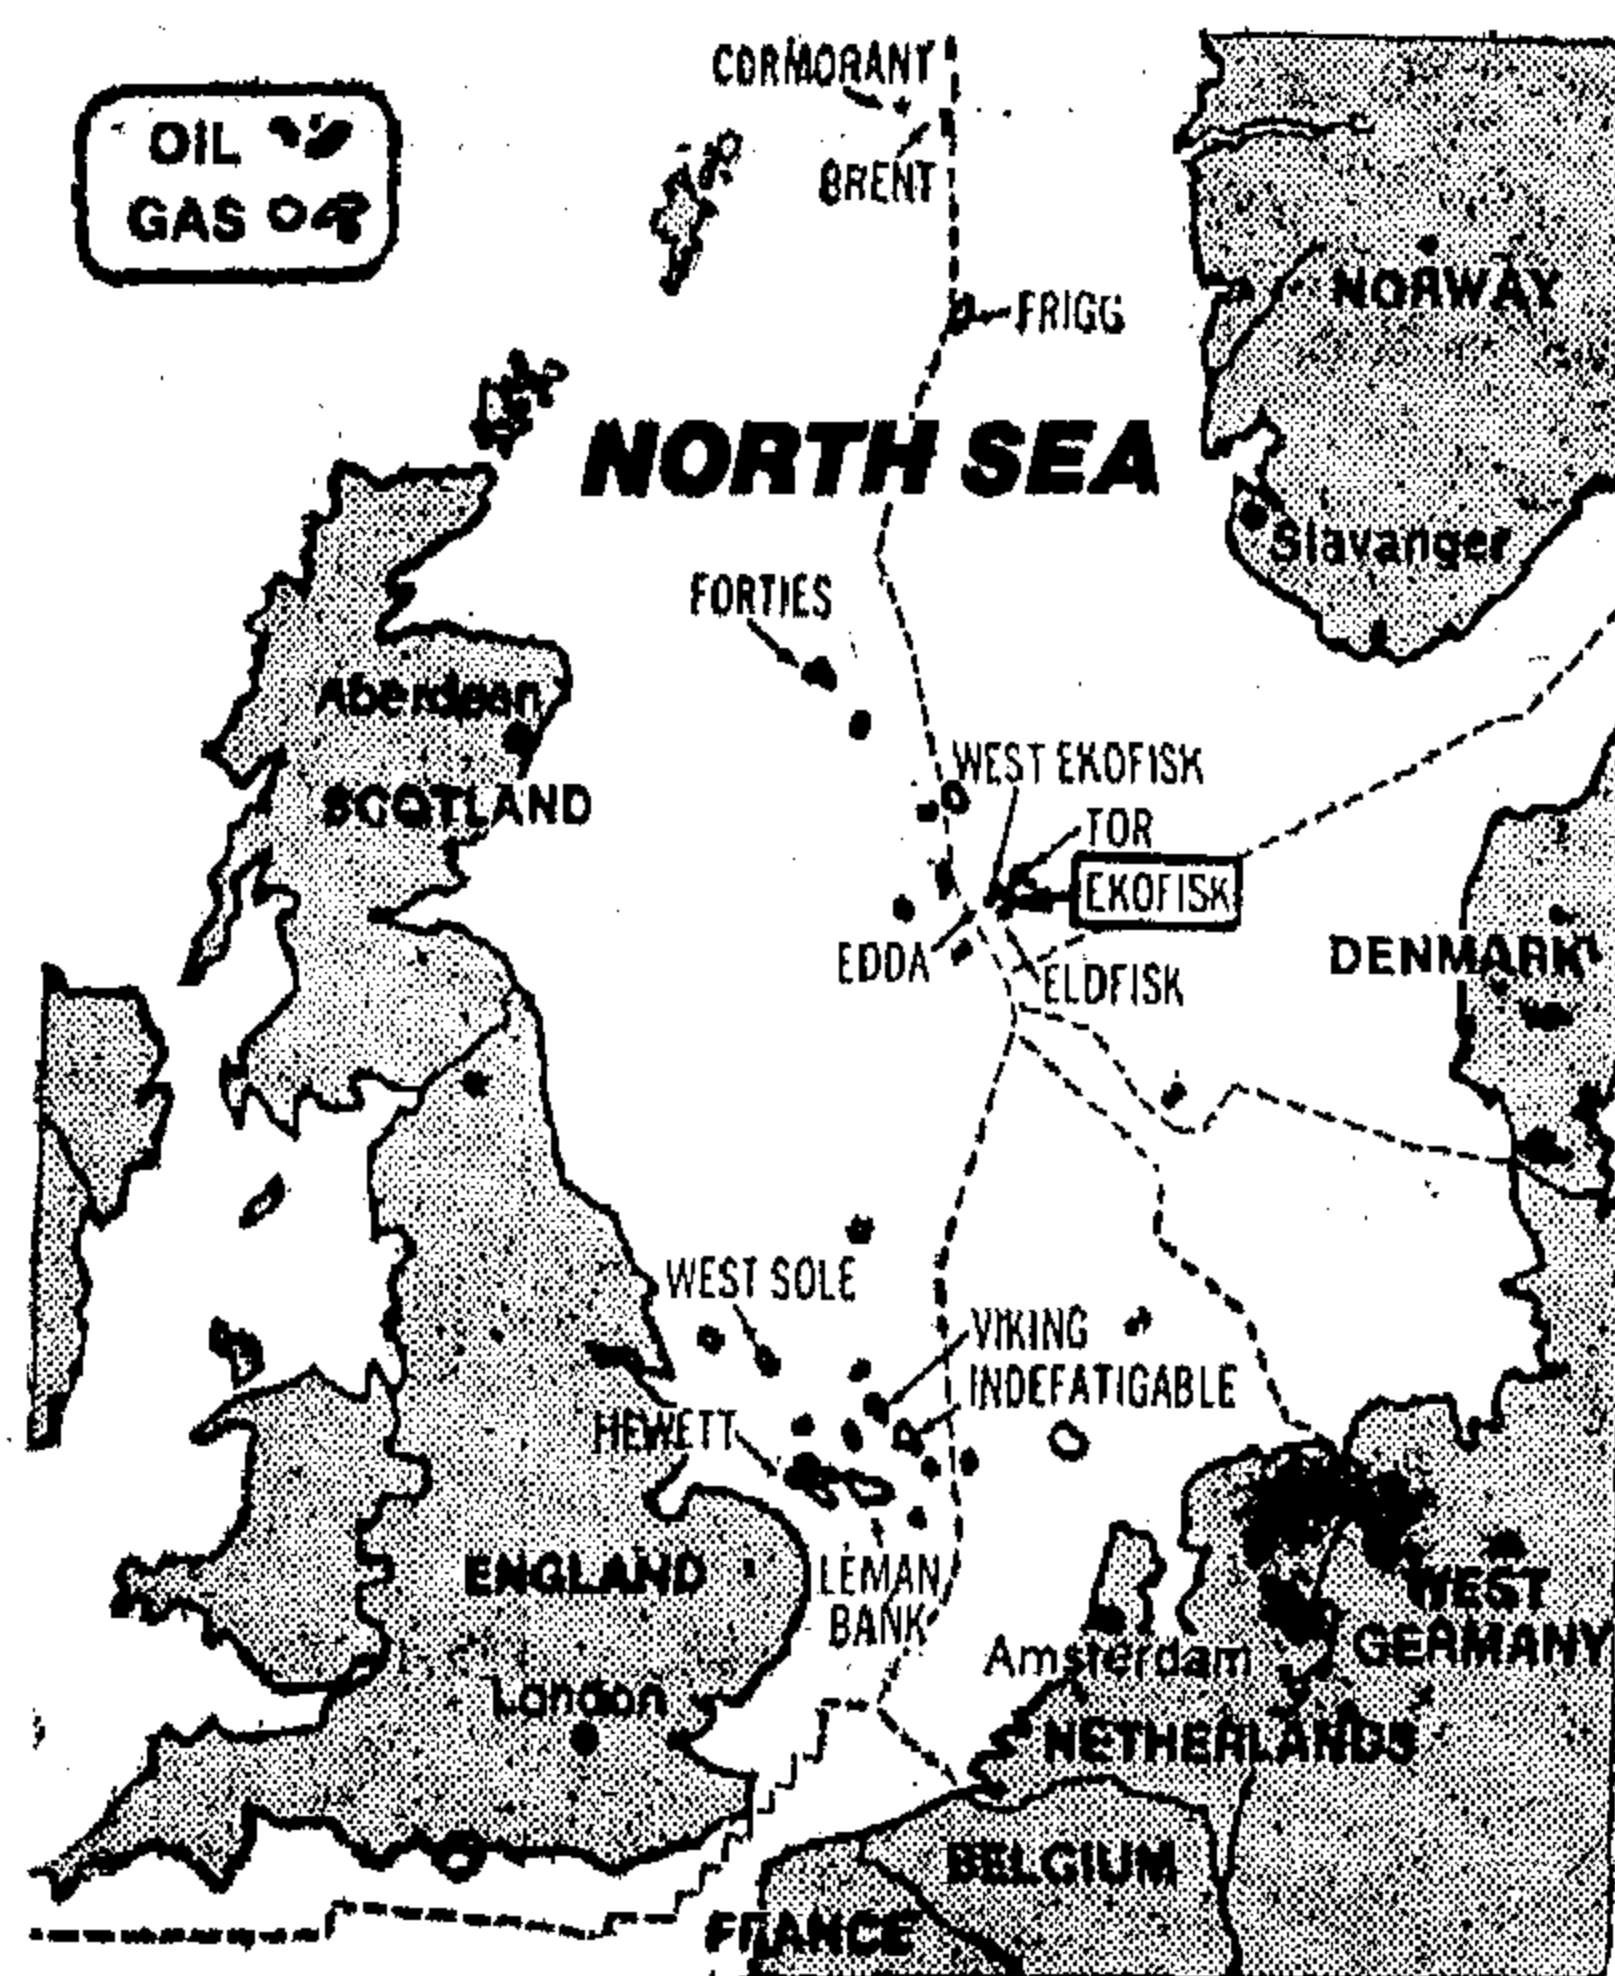 CORMORANT
OIL
GAS
BRENT
NORWAY
FRIGG
NORTH SEA
Stavanger
FORTIES
Aberdeen
WEST EKOFISK
SCOTLAND
TOR
EKOFISK
EDDA
DENMARK
ELDFISK
WEST SOLE
VIKING
INDEFATIGABLE
HEWETT
ENGLAND
LEMAN
BANK
WEST
GERMANY
Amsterdam
London
NETHERLANDS
BELGIUM
FRANCE